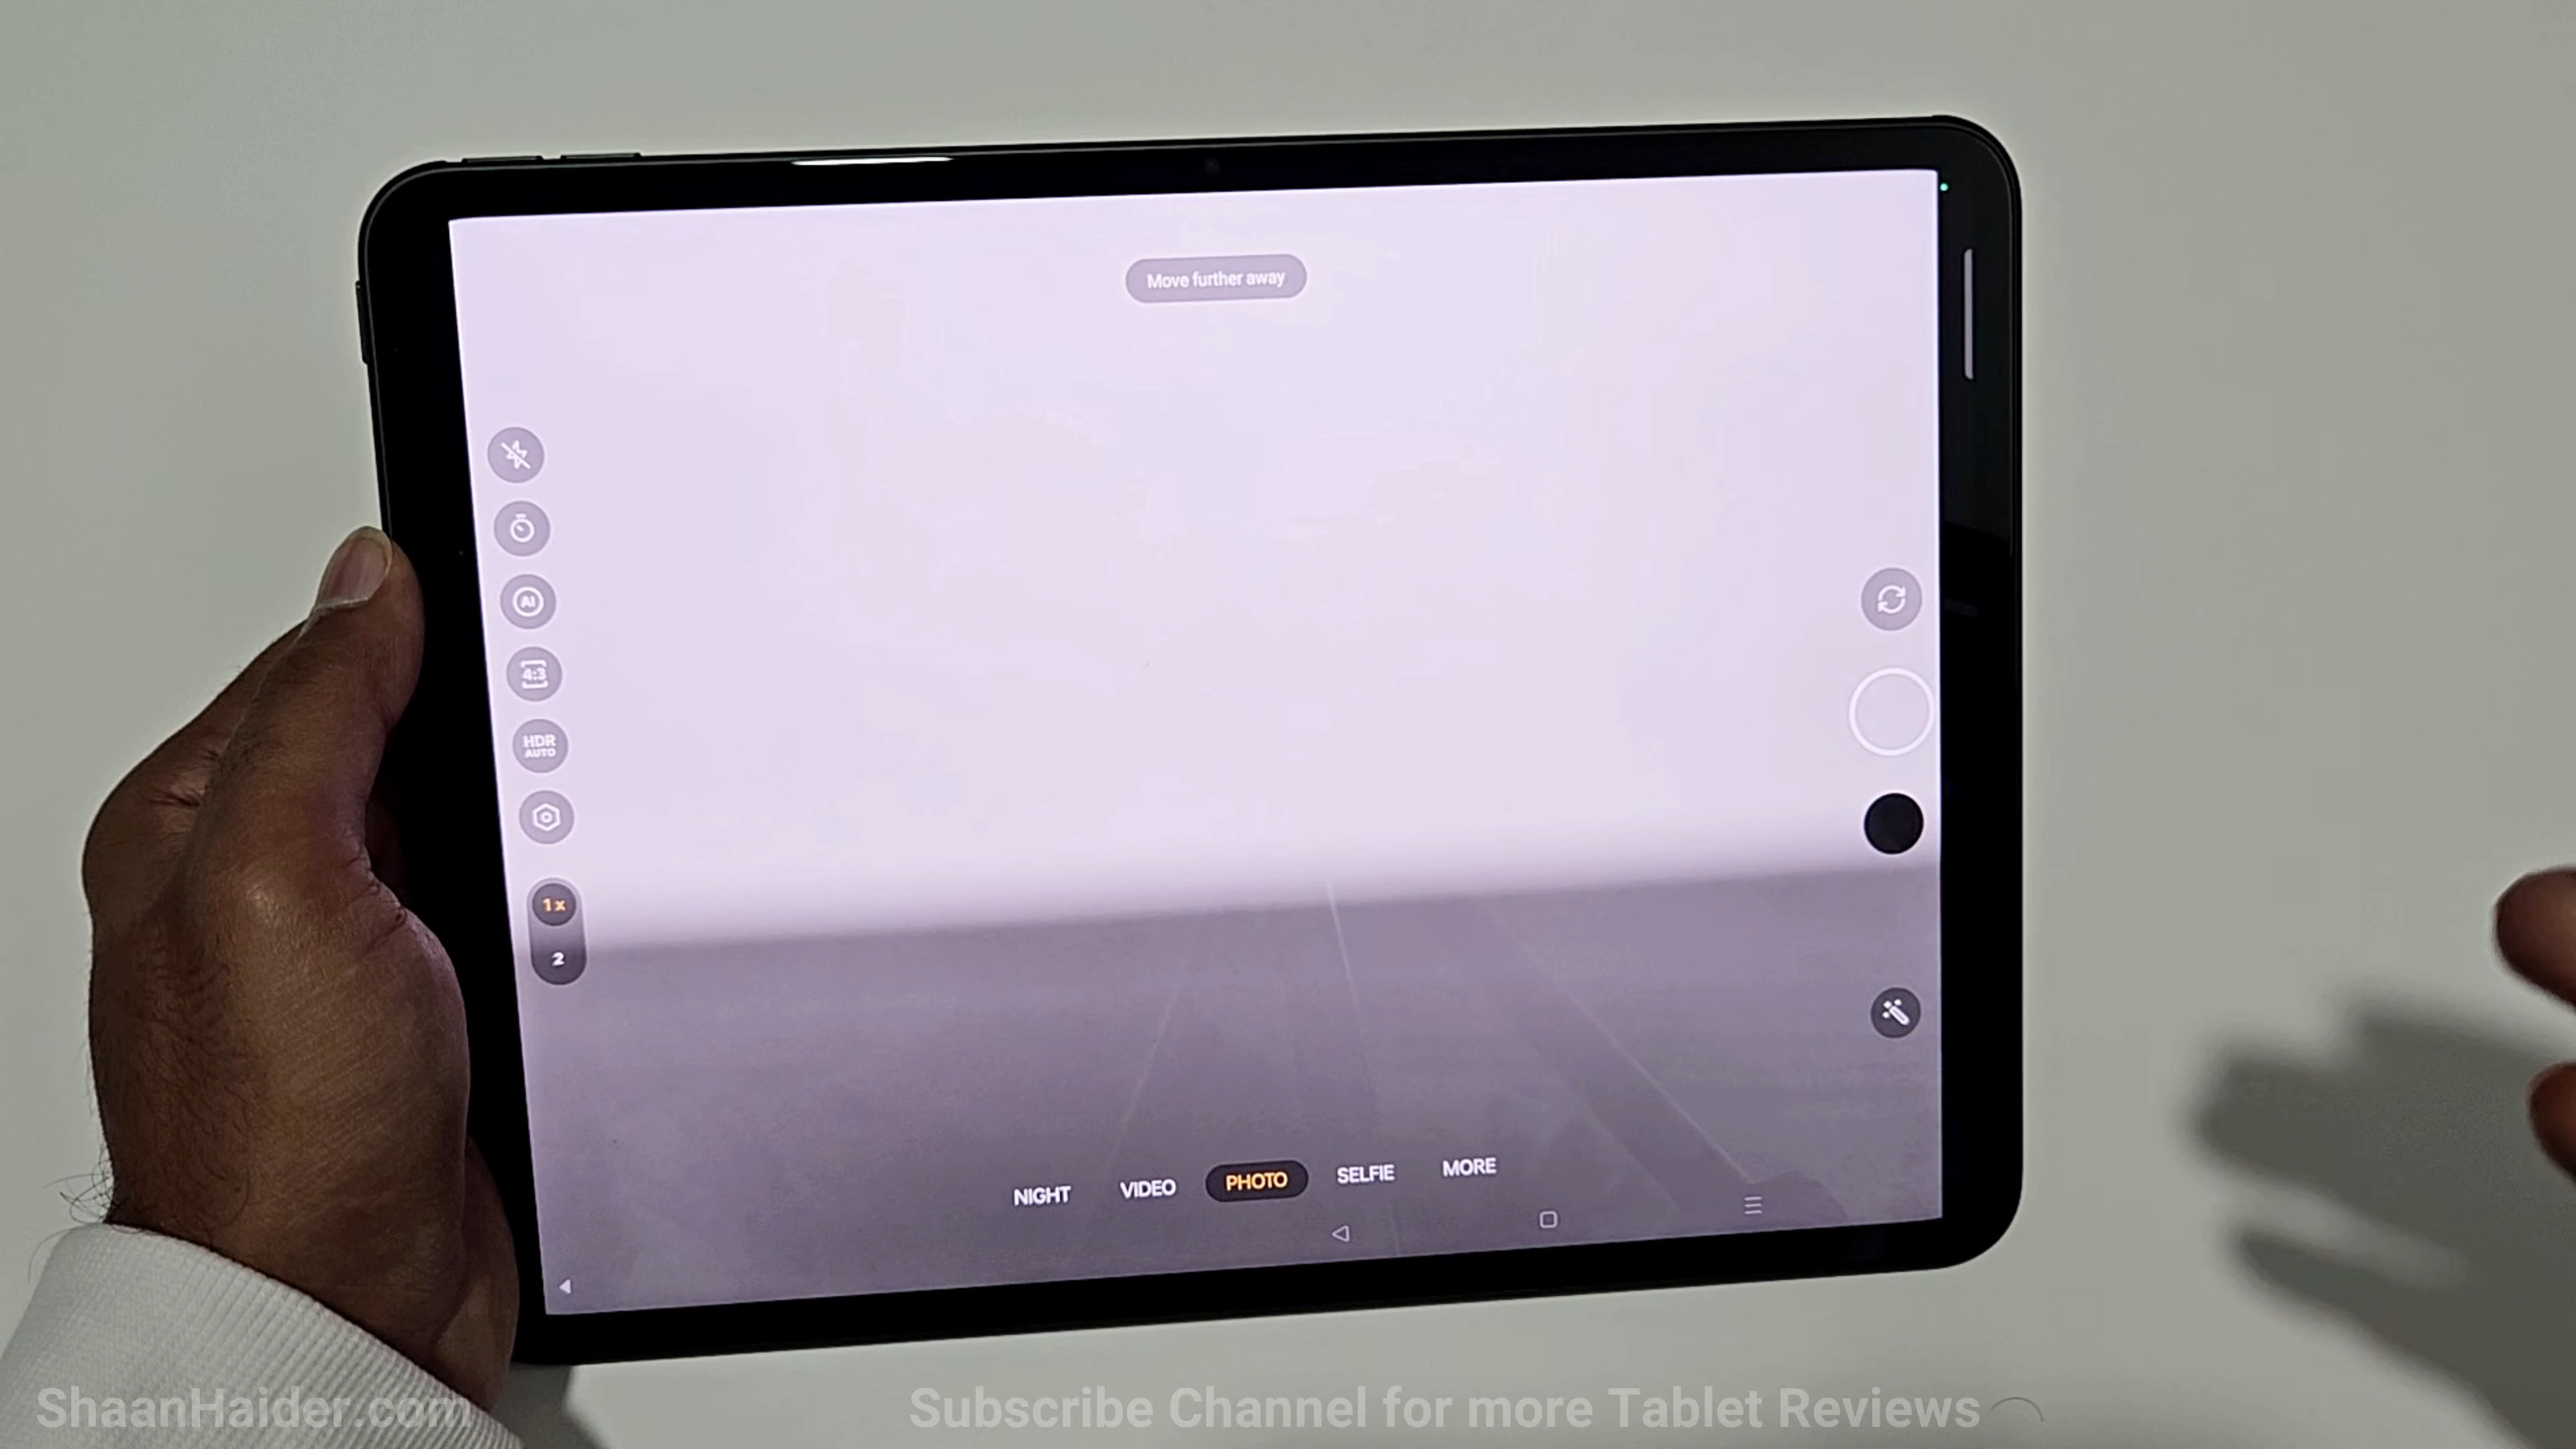 Move further away
AI
4:3
HDR
AUTO
1x
2
NIGHT VIDEO PHOTO SELFIE MORE
ShaanHaider.com
Subscribe Channel for more Tablet Reviews